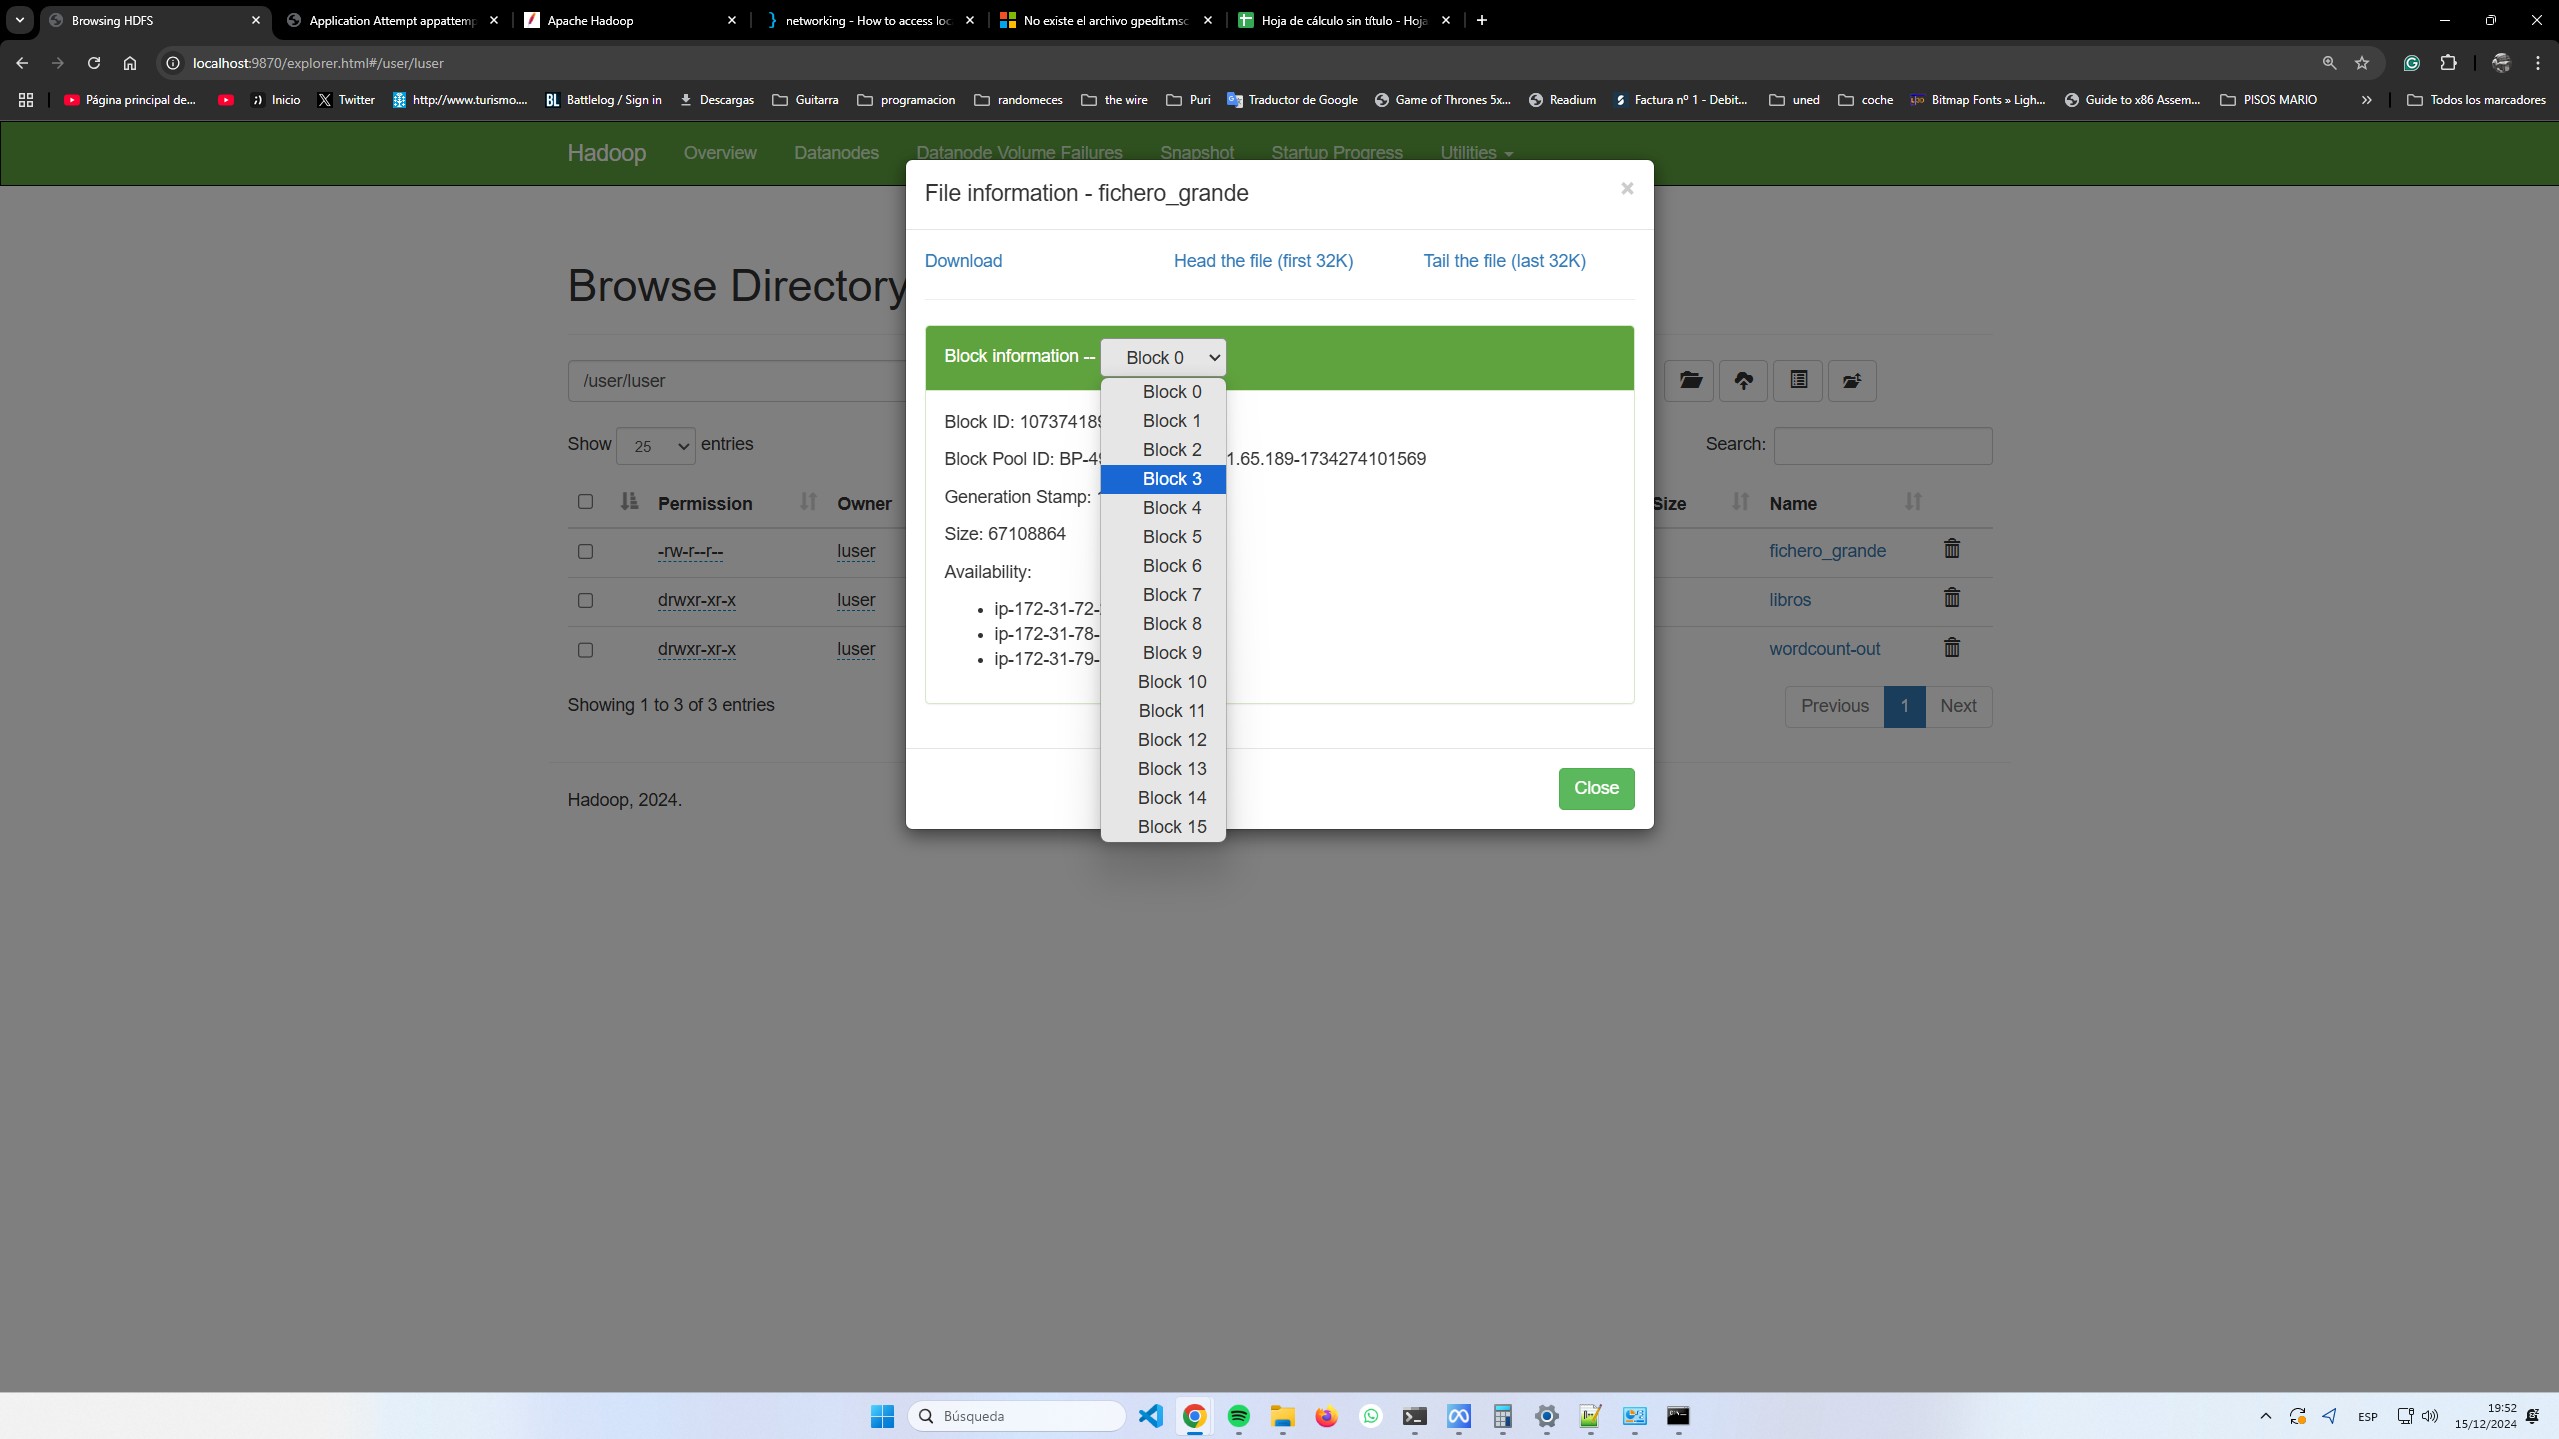 Browsing HDFS
Application Attempt appattemp
Apache Hadoop
networking - How to access loc
No existe el archivo gpedit.msc
Hoja de cálculo sin título - Hoja
localhost:9870/explorer.html#/user/luser
Página principal de...
Inicio
Twitter
http://www.turismo....
BL Battlelog / Sign in
Descargas
Guitarra
programacion
randomeces
the wire
Puri
Traductor de Google
Game of Thrones 5x...
Readium
Factura nº 1 - Debit...
uned
coche
Bitmap Fonts » Ligh...
Guide to x86 Assem...
PISOS MARIO
Todos los marcadores
Hadoop Overview Datanodes Datanode Volume Failures Snapshot Startup Progress Utilities
File information - fichero_grande ×
Download Head the file (first 32K) Tail the file (last 32K)
Browse Directory
Block information -- Block 0
Block 0
Block 1
Block 2
Block 3
Block 4
Block 5
Block 6
Block 7
Block 8
Block 9
Block 10
Block 11
Block 12
Block 13
Block 14
Block 15
Block ID: 107374189
Block Pool ID: BP-49 1.65.189-1734274101569
Generation Stamp:
Size: 67108864
Availability:
ip-172-31-72-
ip-172-31-78-
ip-172-31-79-
Close
/user/luser
Show 25 entries
Search:
Permission Owner Size Name
-rw-r--r-- luser fichero_grande
drwxr-xr-x luser libros
drwxr-xr-x luser wordcount-out
Showing 1 to 3 of 3 entries
Previous 1 Next
Hadoop, 2024.
Búsqueda
ESP
19:52
15/12/2024